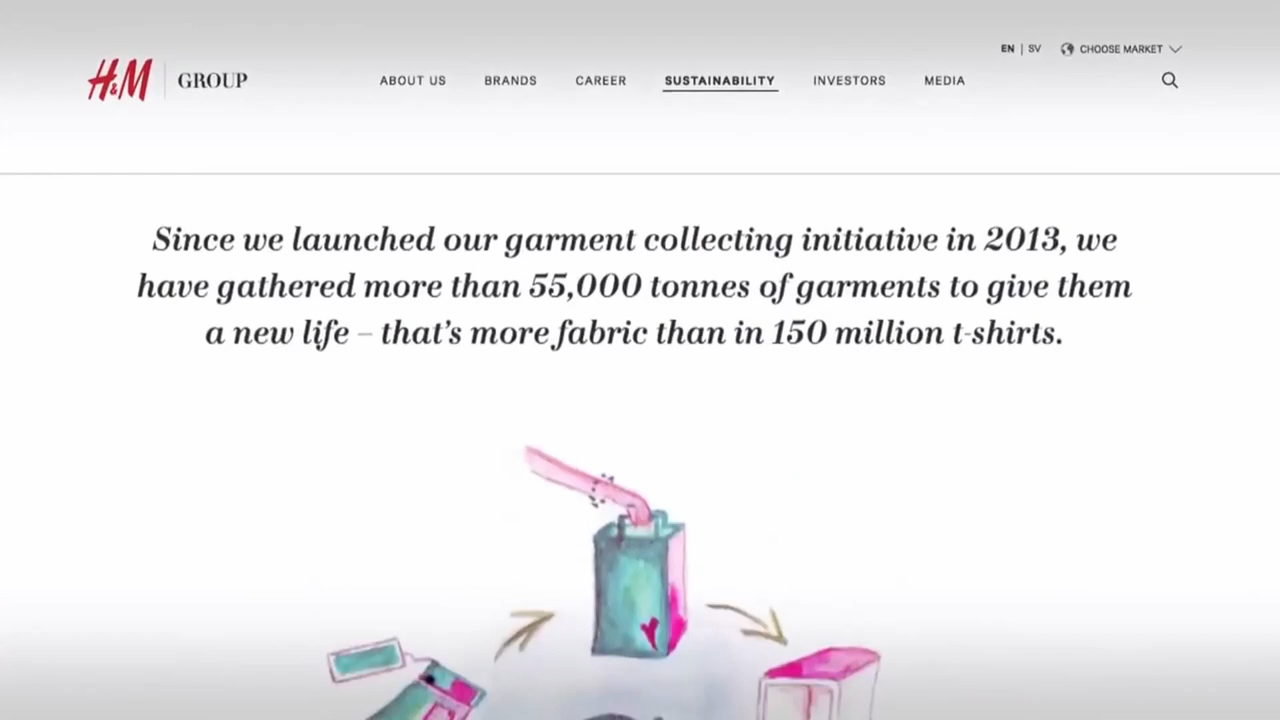 EN | SV CHOOSE MARKET
H&M GROUP ABOUT US BRANDS CAREER SUSTAINABILITY INVESTORS MEDIA
Since we launched our garment collecting initiative in 2013, we
have gathered more than 55,000 tonnes of garments to give them
a new life – that's more fabric than in 150 million t-shirts.